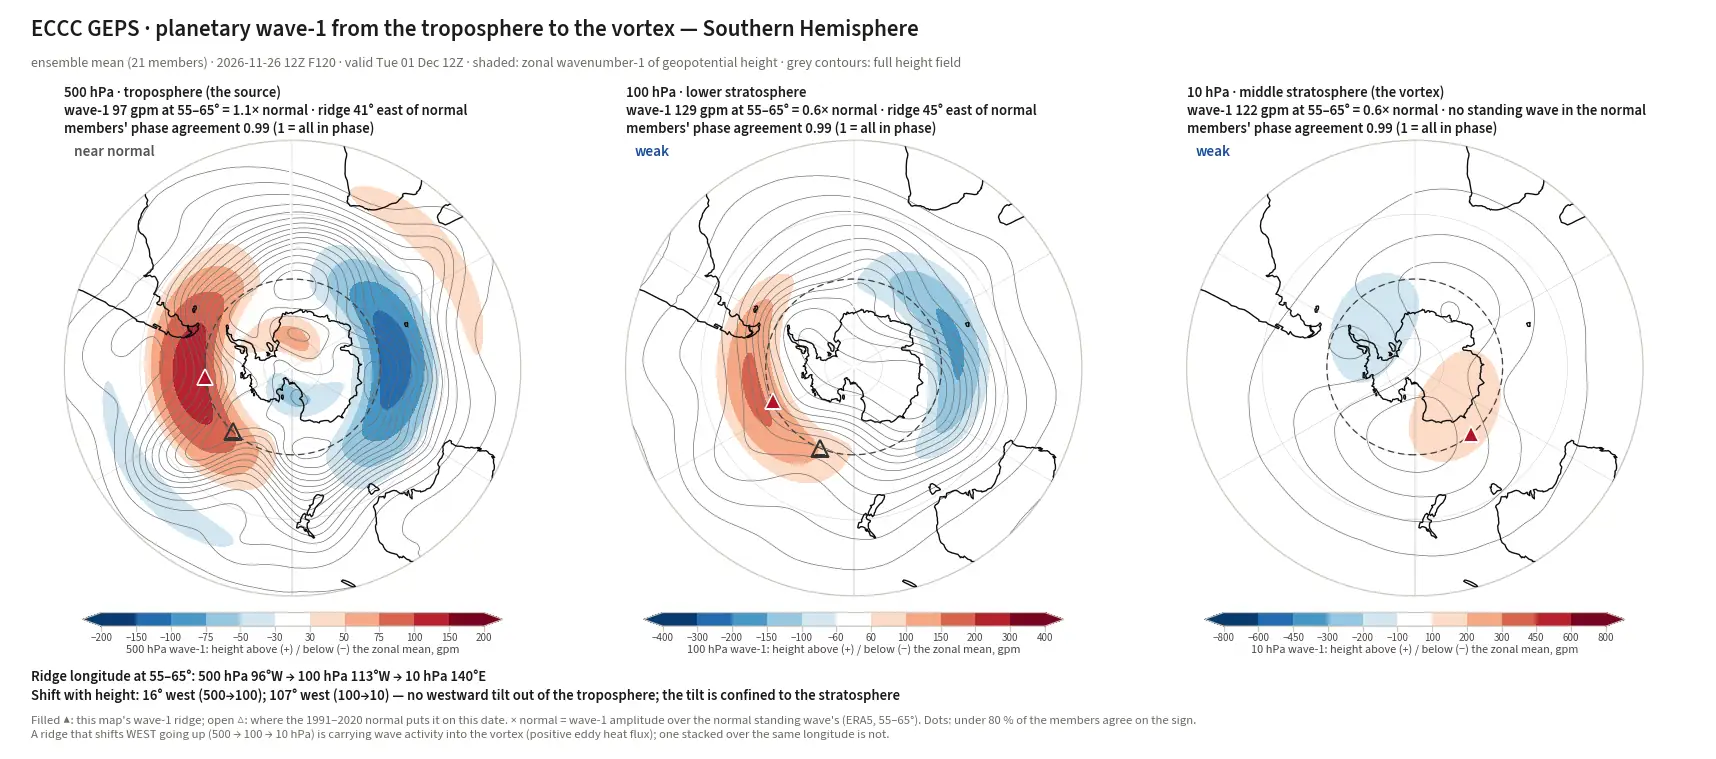 ECCC GEPS · planetary wave-1 from the troposphere to the vortex — Southern Hemisphere
ensemble mean (21 members) · 2026-11-26 12Z F120 · valid Tue 01 Dec 12Z · shaded: zonal wavenumber-1 of geopotential height · grey contours: full height field
500 hPa · troposphere (the source)
wave-1 97 gpm at 55–65° = 1.1× normal · ridge 41° east of normal
members' phase agreement 0.99 (1 = all in phase)
near normal
100 hPa · lower stratosphere
wave-1 129 gpm at 55–65° = 0.6× normal · ridge 45° east of normal
members' phase agreement 0.99 (1 = all in phase)
weak
10 hPa · middle stratosphere (the vortex)
wave-1 122 gpm at 55–65° = 0.6× normal · no standing wave in the normal
members' phase agreement 0.99 (1 = all in phase)
weak
−200 −150 −100 −75 −50 −30 30 50 75 100 150 200
500 hPa wave-1: height above (+) / below (−) the zonal mean, gpm
−400 −300 −200 −150 −100 −60 60 100 150 200 300 400
100 hPa wave-1: height above (+) / below (−) the zonal mean, gpm
−800 −600 −450 −300 −200 −100 100 200 300 450 600 800
10 hPa wave-1: height above (+) / below (−) the zonal mean, gpm
Ridge longitude at 55–65°: 500 hPa 96°W → 100 hPa 113°W → 10 hPa 140°E
Shift with height: 16° west (500→100); 107° west (100→10) — no westward tilt out of the troposphere; the tilt is confined to the stratosphere
Filled ▲: this map's wave-1 ridge; open △: where the 1991–2020 normal puts it on this date. × normal = wave-1 amplitude over the normal standing wave's (ERA5, 55–65°). Dots: under 80 % of the members agree on the sign.
A ridge that shifts WEST going up (500 → 100 → 10 hPa) is carrying wave activity into the vortex (positive eddy heat flux); one stacked over the same longitude is not.